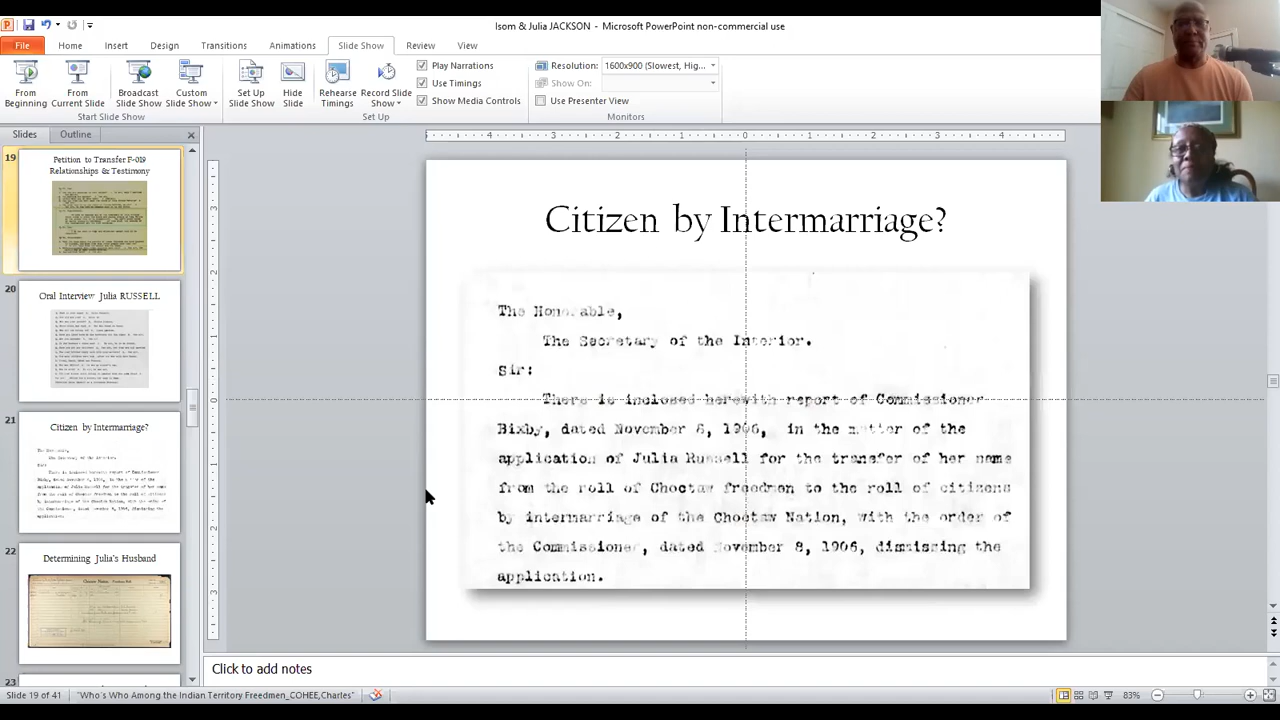 Isom & Julia JACKSON - Microsoft PowerPoint non-commercial use
File Home Insert Design Transitions Animations Slide Show Review View
From Beginning
From Current Slide
Broadcast Slide Show
Custom Slide Show
Start Slide Show
Set Up Slide Show
Hide Slide
Rehearse Timings
Record Slide Show
Play Narrations
Use Timings
Show Media Controls
Set Up
Resolution: 1600x900 (Slowest, Hig...
Show On:
Use Presenter View
Monitors
Slides Outline
19
Petition to Transfer F-019
Relationships & Testimony
20
Oral Interview Julia RUSSELL
21
Citizen by Intermarriage?
22
Determining Julia's Husband
23
Citizen by Intermarriage?
The Honorable,
The Secretary of the Interior.
Sir:
There is inclosed herewith report of Commissioner
Bixby, dated November 8, 1906, in the matter of the
application of Julia Russell for the transfer of her name
from the roll of Choctaw freedmen to the roll of citizens
by intermarriage of the Choctaw Nation, with the order of
the Commissioner, dated November 8, 1906, dismissing the
application.
Click to add notes
Slide 19 of 41 "Who's Who Among the Indian Territory Freedmen_COHEE,Charles" 83%